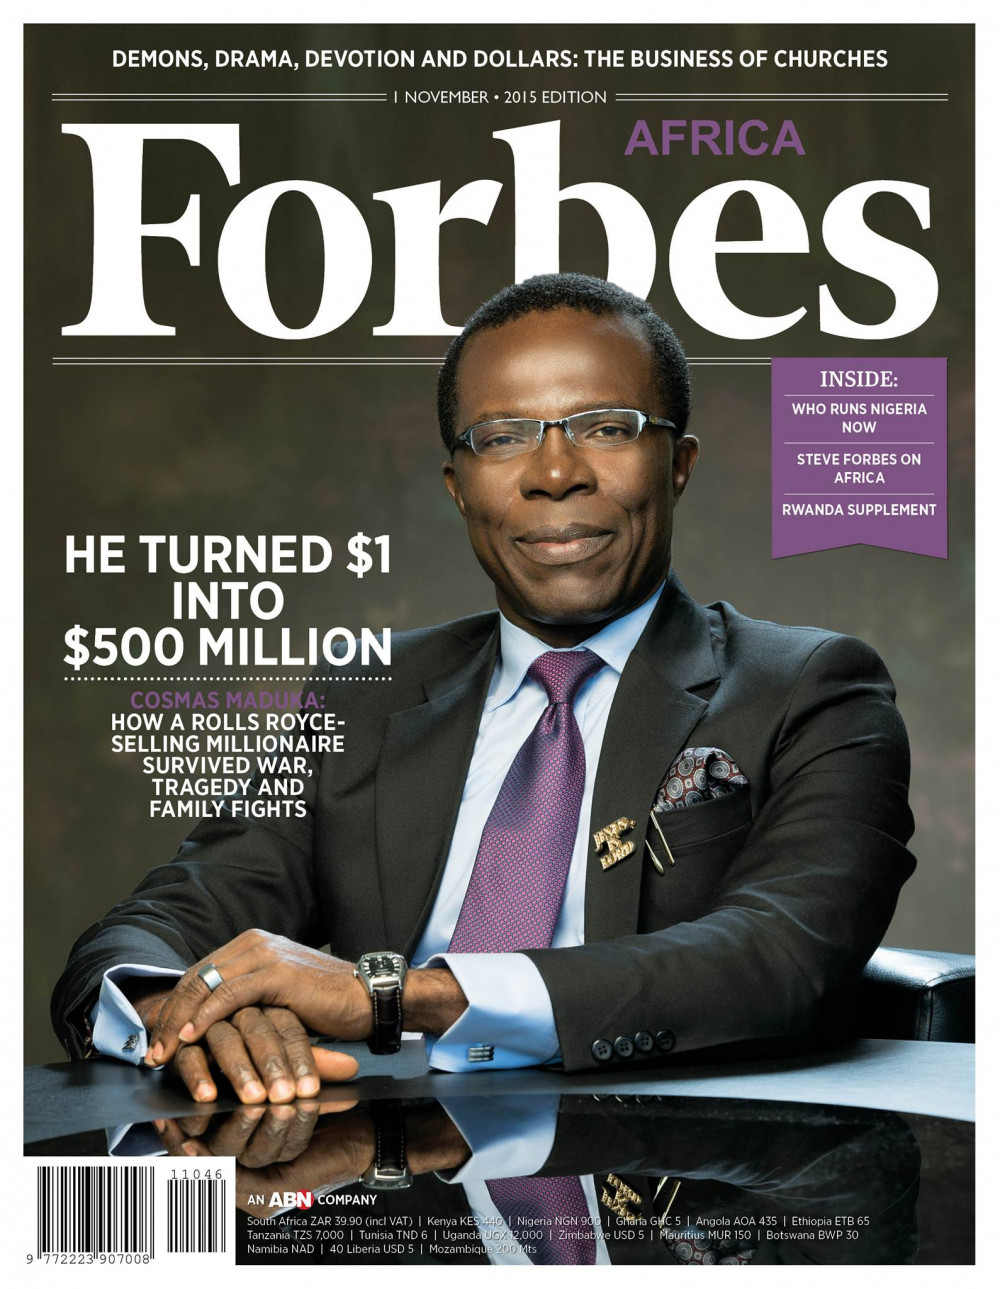 DEMONS, DRAMA, DEVOTION AND DOLLARS: THE BUSINESS OF CHURCHES
1 NOVEMBER • 2015 EDITION
AFRICA
Forbes
INSIDE:
WHO RUNS NIGERIA
NOW
STEVE FORBES ON
AFRICA
RWANDA SUPPLEMENT
HE TURNED $1
INTO
$500 MILLION
COSMAS MADUKA:
HOW A ROLLS ROYCE-
SELLING MILLIONAIRE
SURVIVED WAR,
TRAGEDY AND
FAMILY FIGHTS
JESUS
IS
LORD
11046
9 772223 907008
AN ABN COMPANY
South Africa ZAR 39.90 (incl VAT) | Kenya KES 440 | Nigeria NGN 900 | Ghana GHC 5 | Angola AOA 435 | Ethiopia ETB 65
Tanzania TZS 7,000 | Tunisia TND 6 | Uganda UGX 12,000 | Zimbabwe USD 5 | Mauritius MUR 150 | Botswana BWP 30
Namibia NAD | 40 Liberia USD 5 | Mozambique 200 Mts